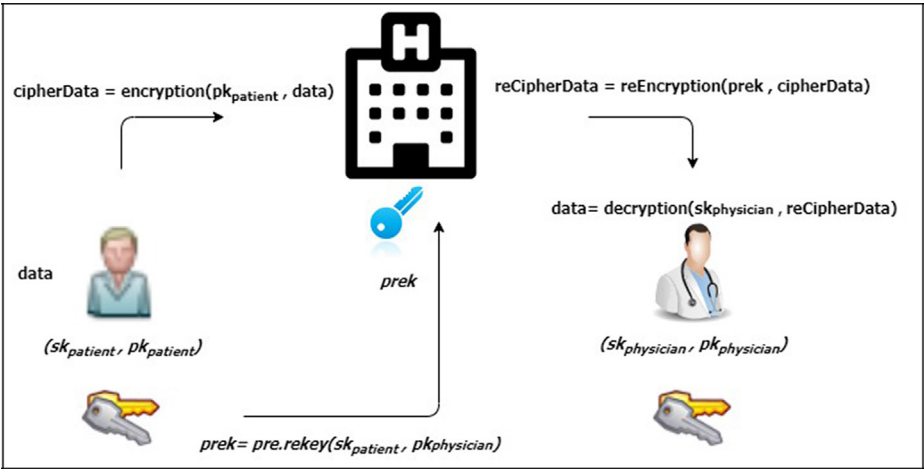 H
cipherData = encryption(pkpatient , data)
reCipherData = reEncryption(prek , cipherData)
data= decryption(skphysician , reCipherData)
data
prek
(skpatient, pkpatient)
(skphysician, pkphysician)
prek= pre.rekey(skpatient, pkphysician)